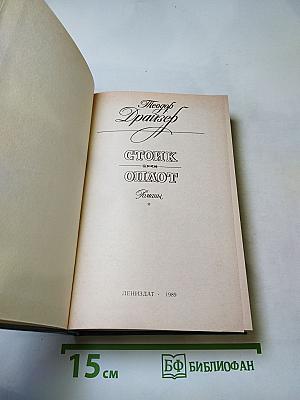 Теодор
Драйзер
СТОИК
ОПЛОТ
Романы
ЛЕНИЗДАТ · 1989
15 см
БФ БИБЛИОФАН